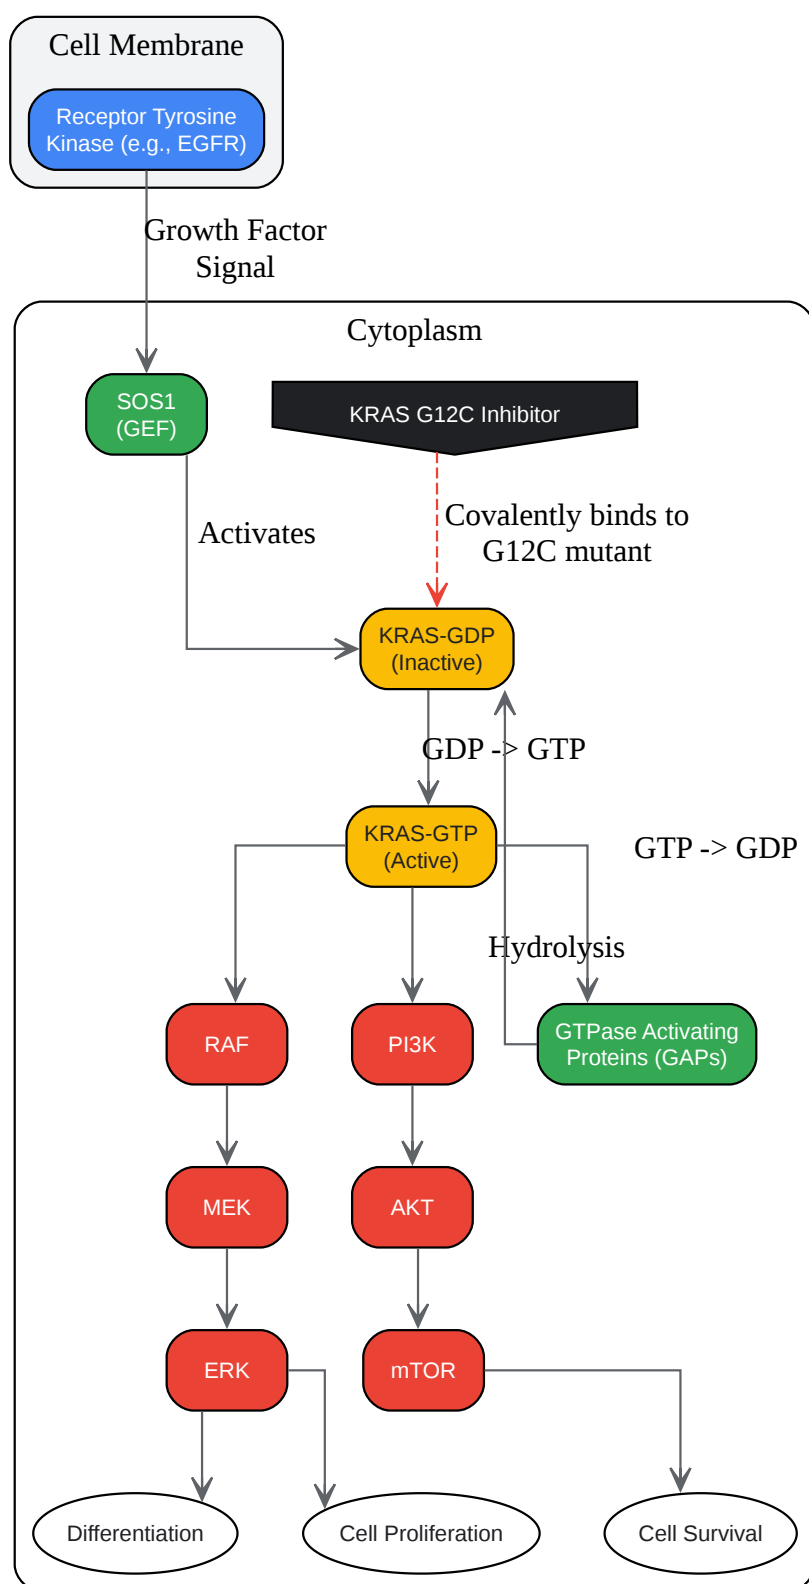 Cell Membrane
Receptor Tyrosine
Kinase (e.g., EGFR)
Growth Factor
Signal
Cytoplasm
SOS1
(GEF)
KRAS G12C Inhibitor
Activates
Covalently binds to
G12C mutant
KRAS-GDP
(Inactive)
GDP -> GTP
KRAS-GTP
(Active)
GTP -> GDP
Hydrolysis
RAF
PI3K
GTPase Activating
Proteins (GAPs)
MEK
AKT
ERK
mTOR
Differentiation
Cell Proliferation
Cell Survival